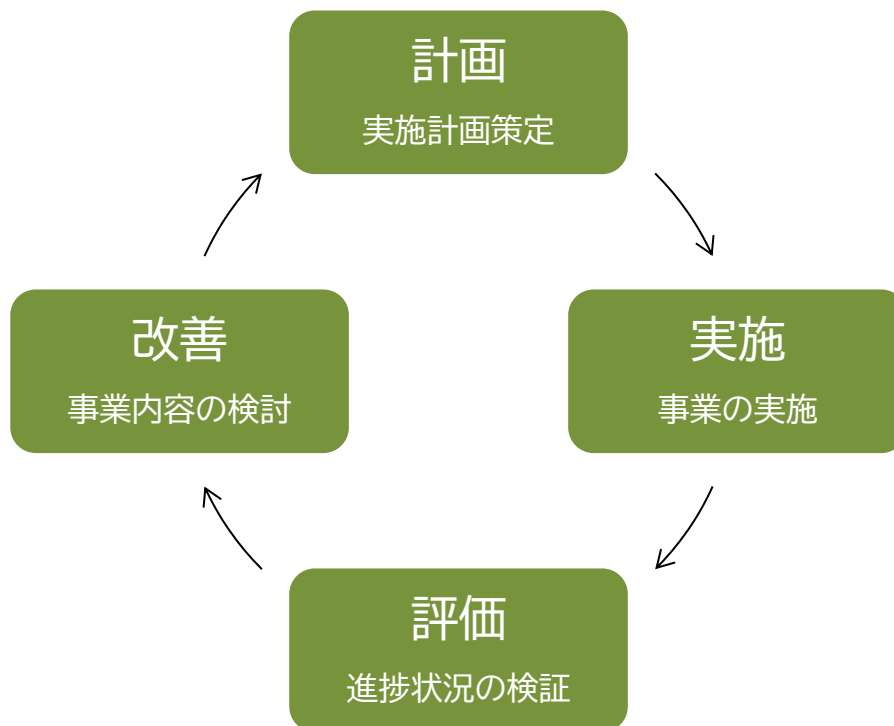 計画
実施計画策定
実施
事業の実施
評価
進捗状況の検証
改善
事業内容の検討